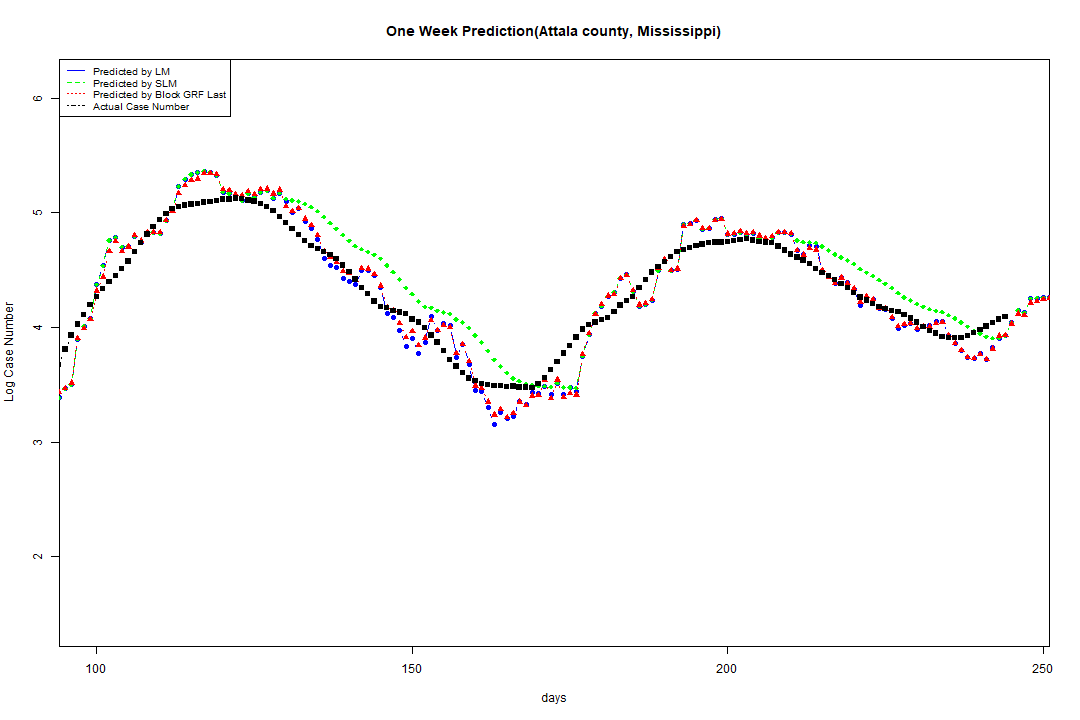 One Week Prediction(Attala county, Mississippi)
Predicted by LM
Predicted by SLM
Predicted by Block GRF Last
Actual Case Number
6
5
4
3
2
Log Case Number
100 150 200 250
days